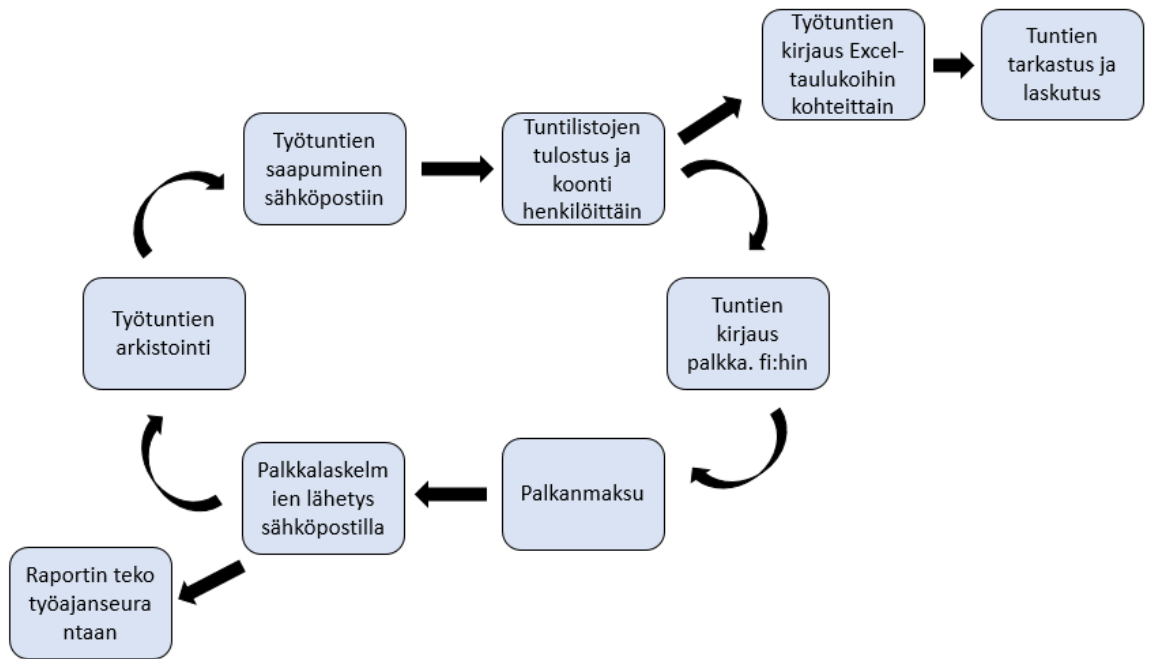 Työtuntien
kirjaus Excel-
taulukoihin
kohteittain
Tuntien
tarkastus ja
laskutus
Työtuntien
saapuminen
sähköpostiin
Tuntilistojen
tulostus ja
koonti
henkilöittäin
Työtuntien
arkistointi
Tuntien
kirjaus
palkka. fi:hin
Palkkalaskelm
ien lähetys
sähköpostilla
Palkanmaksu
Raportin teko
työajanseura
ntaan